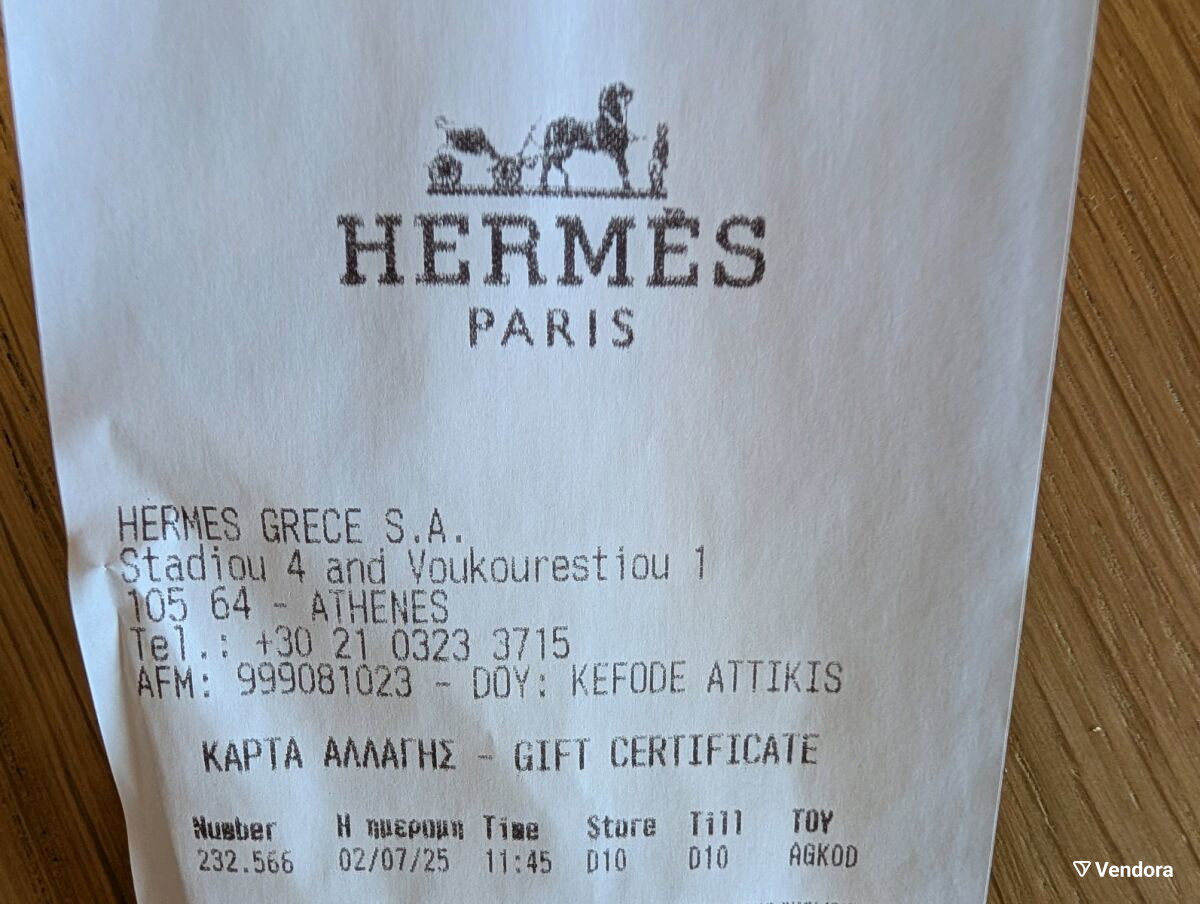 HERMÈS
PARIS
HERMES GRECE S.A.
Stadiou 4 and Voukourestiou 1
105 64 - ATHENES
Tel.: +30 21 0323 3715
AFM: 999081023 - DOY: KEFODE ATTIKIS
ΚΑΡΤΑ ΑΛΛΑΓΗΣ - GIFT CERTIFICATE
Number Η ημερομη Time Store Till ΤΟΥ
232.566 02/07/25 11:45 D10 D10 AGKOD
Vendora